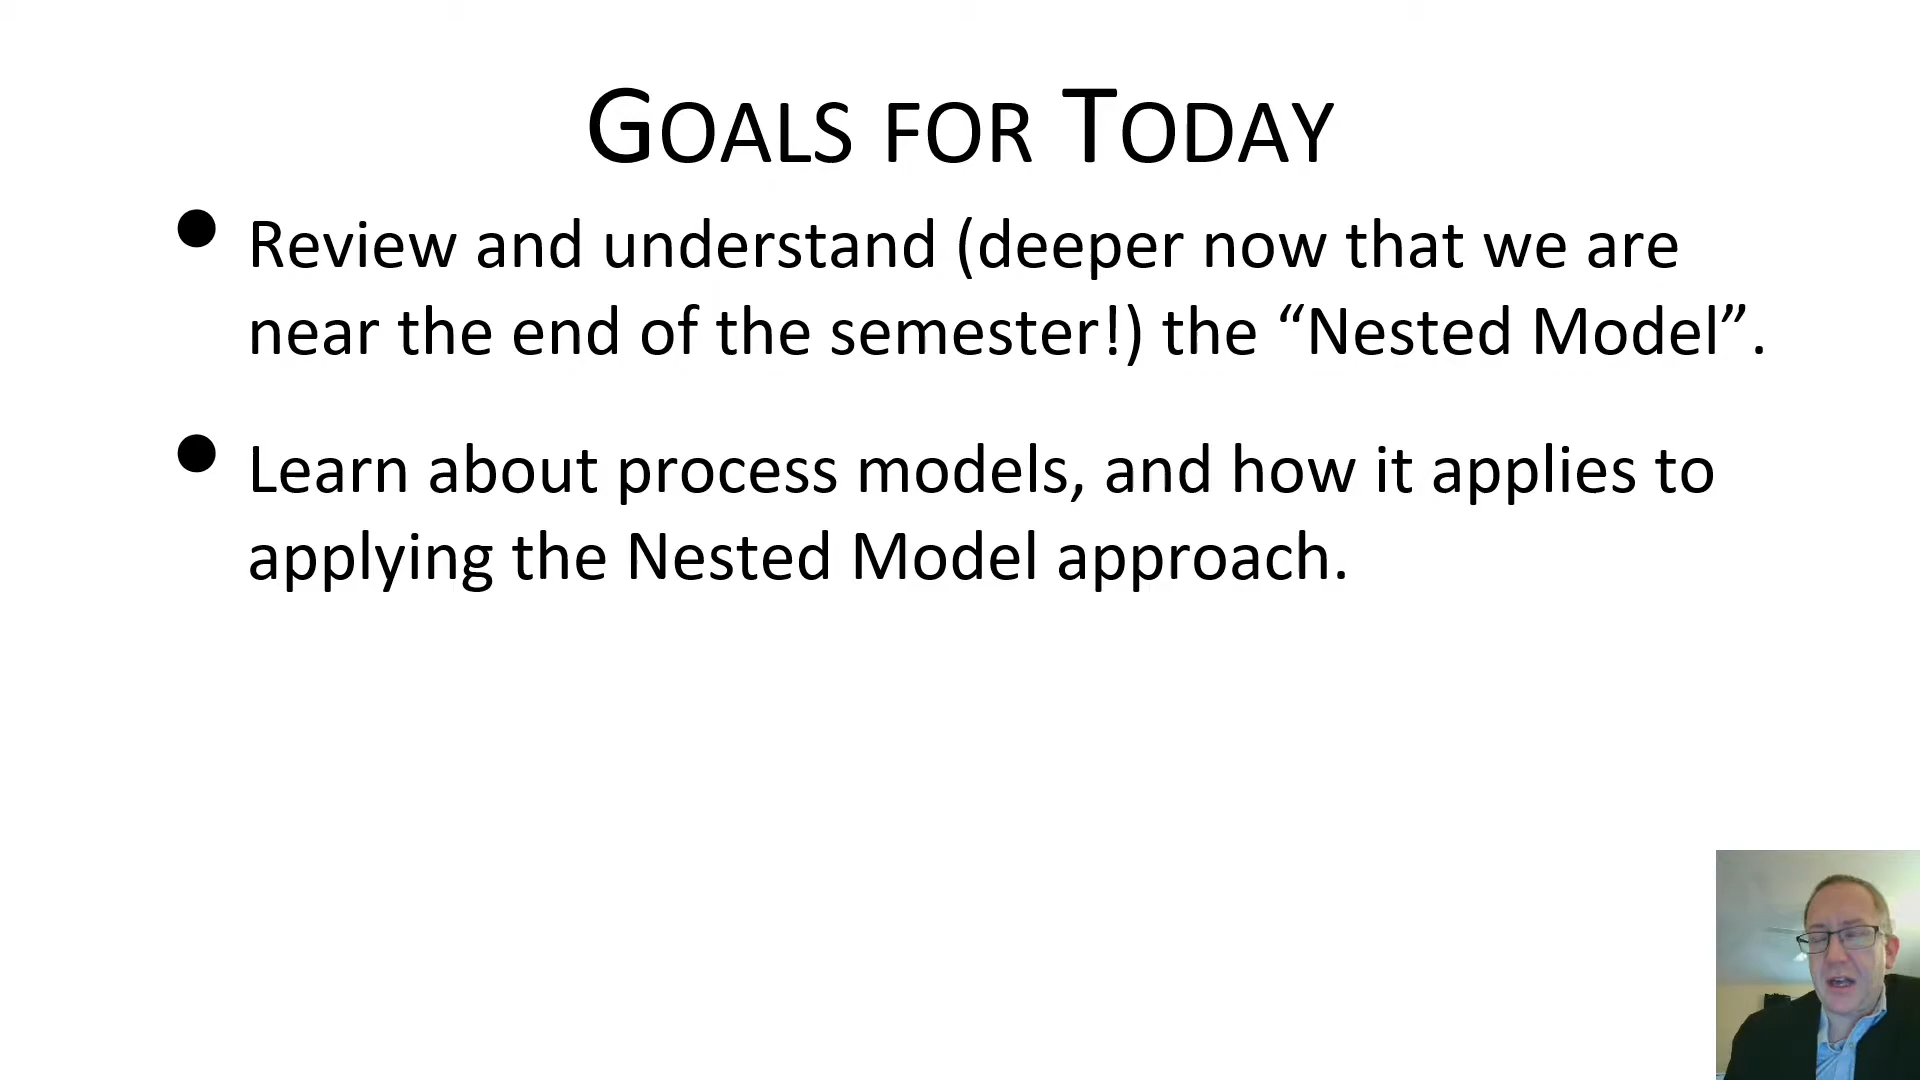 GOALS FOR TODAY
• Review and understand (deeper now that we are
near the end of the semester!) the “Nested Model”.
• Learn about process models, and how it applies to
applying the Nested Model approach.